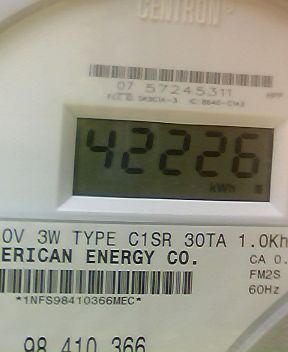 CENTRON
07 57245311
42226
kWh
0V 3W TYPE C1SR 30TA 1.0Kh
ERICAN ENERGY CO.
CA 0.
*1NFS98410366MEC*
FM2S
60Hz
98 410 366